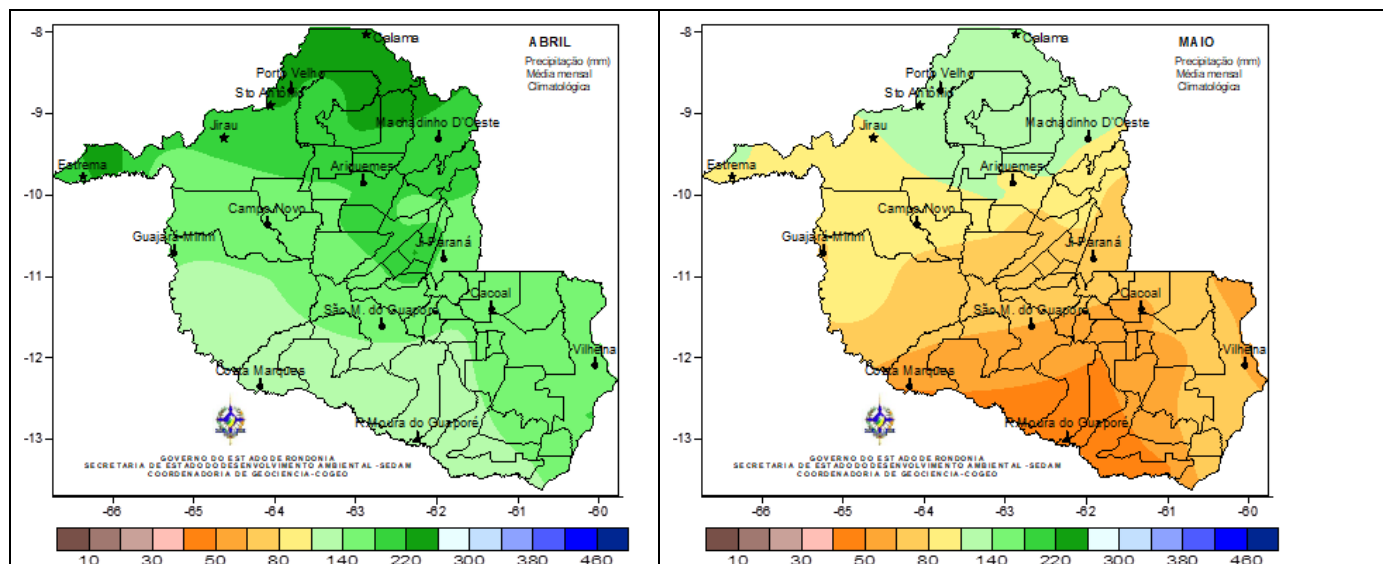 ABRIL
Precipitação (mm)
Média mensal
Climatológica
-8
-9
-10
-11
-12
-13
Calama
Porto Velho
Sto Antônio
Jirau
Machadinho D'Oeste
Estrema
Ariquemes
Campo Novo
Guajará-Mirim
Ji-Paraná
Cacoal
São M. do Guaporé
Vilhena
Costa Marques
P.Moura do Guaporé
GOVERNO DO ESTADO DE RONDONIA
SECRETARIA DE ESTADO DO DESENVOLVIMENTO AMBIENTAL -SEDAM
COORDENADORIA DE GEOCIENCIA-COGEO
-66 -65 -64 -63 -62 -61 -60
10 30 50 80 140 220 300 380 460
MAIO
Precipitação (mm)
Média mensal
Climatológica
-8
-9
-10
-11
-12
-13
Calama
Porto Velho
Sto Antônio
Jirau
Machadinho D'Oeste
Estrema
Ariquemes
Campo Novo
Guajará-Mirim
Ji-Paraná
Cacoal
São M. do Guaporé
Vilhena
Costa Marques
P.Moura do Guaporé
GOVERNO DO ESTADO DE RONDONIA
SECRETARIA DE ESTADO DO DESENVOLVIMENTO AMBIENTAL -SEDAM
COORDENADORIA DE GEOCIENCIA-COGEO
-66 -65 -64 -63 -62 -61 -60
10 30 50 80 140 220 300 380 460